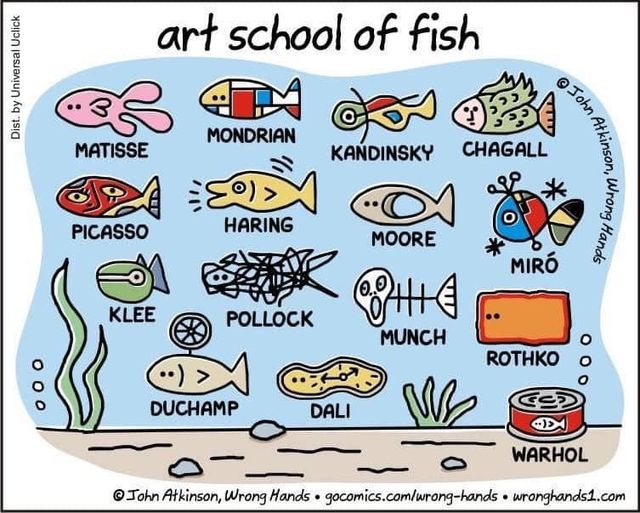 Dist. by Universal Uclick
art school of fish
© John Atkinson, Wrong Hands
MATISSE
MONDRIAN
KANDINSKY
CHAGALL
PICASSO
HARING
MOORE
MIRÓ
KLEE
POLLOCK
MUNCH
ROTHKO
DUCHAMP
DALI
WARHOL
© John Atkinson, Wrong Hands • gocomics.com/wrong-hands • wronghands1.com